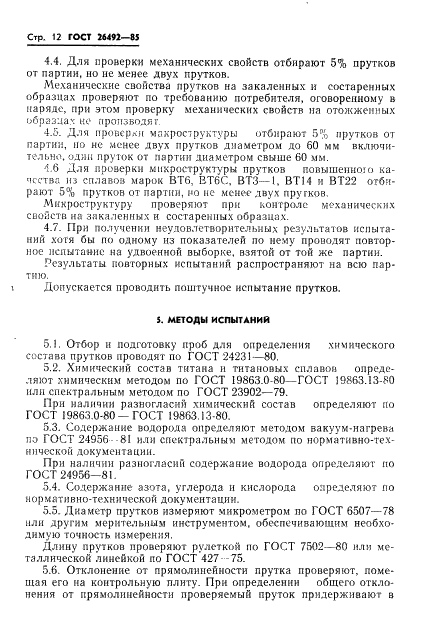 Стр. 12 ГОСТ 26492—85
4.4. Для проверки механических свойств отбирают 5% прутков
от партии, но не менее двух прутков.
Механические свойства прутков на закаленных и состаренных
образцах проверяют по требованию потребителя, оговоренному в
наряде, при этом проверку механических свойств на отожженных
образцах не производят.
4.5. Для проверки макроструктуры отбирают 5% прутков от
партии, но не менее двух прутков диаметром до 60 мм включи-
тельно, один пруток от партии диаметром свыше 60 мм.
4.6 Для проверки микроструктуры прутков повышенного ка-
чества из сплавов марок ВТ6, ВТ6С, ВТ3—1, ВТ14 и ВТ22 отби-
рают 5% прутков от партии, но не менее двух прутков.
Микроструктуру проверяют при контроле механических
свойств на закаленных и состаренных образцах.
4.7. При получении неудовлетворительных результатов испыта-
ний хотя бы по одному из показателей по нему проводят повтор-
ное испытание на удвоенной выборке, взятой от той же партии.
Результаты повторных испытаний распространяют на всю пар-
тию.
Допускается проводить поштучное испытание прутков.
5. МЕТОДЫ ИСПЫТАНИЙ
5.1. Отбор и подготовку проб для определения химического
состава прутков проводят по ГОСТ 24231—80.
5.2. Химический состав титана и титановых сплавов опреде-
ляют химическим методом по ГОСТ 19863.0-80—ГОСТ 19863.13-80
или спектральным методом по ГОСТ 23902—79.
При наличии разногласий химический состав определяют по
ГОСТ 19863.0-80 — ГОСТ 19863.13-80.
5.3. Содержание водорода определяют методом вакуум-нагрева
по ГОСТ 24956—81 или спектральным методом по нормативно-тех-
нической документации.
При наличии разногласий содержание водорода определяют по
ГОСТ 24956—81.
5.4. Содержание азота, углерода и кислорода определяют по
нормативно-технической документации.
5.5. Диаметр прутков измеряют микрометром по ГОСТ 6507—78
или другим мерительным инструментом, обеспечивающим необхо-
димую точность измерения.
Длину прутков проверяют рулеткой по ГОСТ 7502—80 или ме-
таллической линейкой по ГОСТ 427—75.
5.6. Отклонение от прямолинейности прутка проверяют, поме-
щая его на контрольную плиту. При определении общего откло-
нения от прямолинейности проверяемый пруток придерживают в